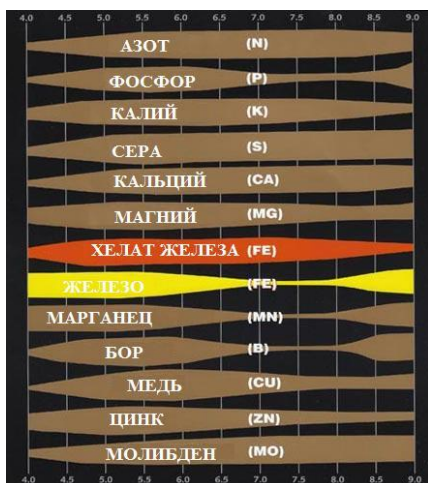 4.0 4.5 5.0 5.5 6.0 6.5 7.0 7.5 8.0 8.5 9.0
АЗОТ (N)
ФОСФОР (P)
КАЛИЙ (K)
СЕРА (S)
КАЛЬЦИЙ (CA)
МАГНИЙ (MG)
ХЕЛАТ ЖЕЛЕЗА (FE)
ЖЕЛЕЗО (FE)
МАРГАНЕЦ (MN)
БОР (B)
МЕДЬ (CU)
ЦИНК (ZN)
МОЛИБДЕН (MO)
4.0 4.5 5.0 5.5 6.0 6.5 7.0 7.5 8.0 8.5 9.0